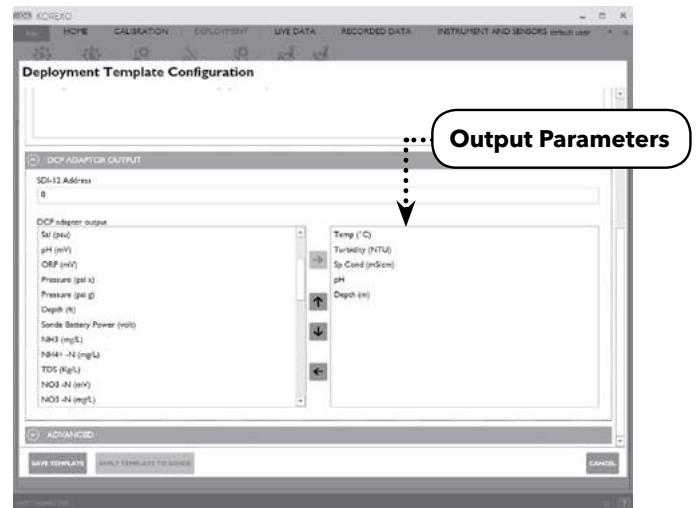 KOREXO
HOME CALIBRATION DEPLOYMENT LIVE DATA RECORDED DATA INSTRUMENT AND SENSORS default user
Deployment Template Configuration
Output Parameters
DCP ADAPTOR OUTPUT
SDI-12 Address
0
DCP adapter output
Sal (psu)
pH (mV)
ORP (mV)
Pressure (psi a)
Pressure (psi g)
Depth (ft)
Sonde Battery Power (volt)
NH3 (mg/L)
NH4+ -N (mg/L)
TDS (Kg/L)
NO3 -N (mV)
NO3 -N (mg/L)
Temp (°C)
Turbidity (NTU)
Sp Cond (mS/cm)
pH
Depth (m)
ADVANCED
SAVE TEMPLATE APPLY TEMPLATE TO SONDE CANCEL